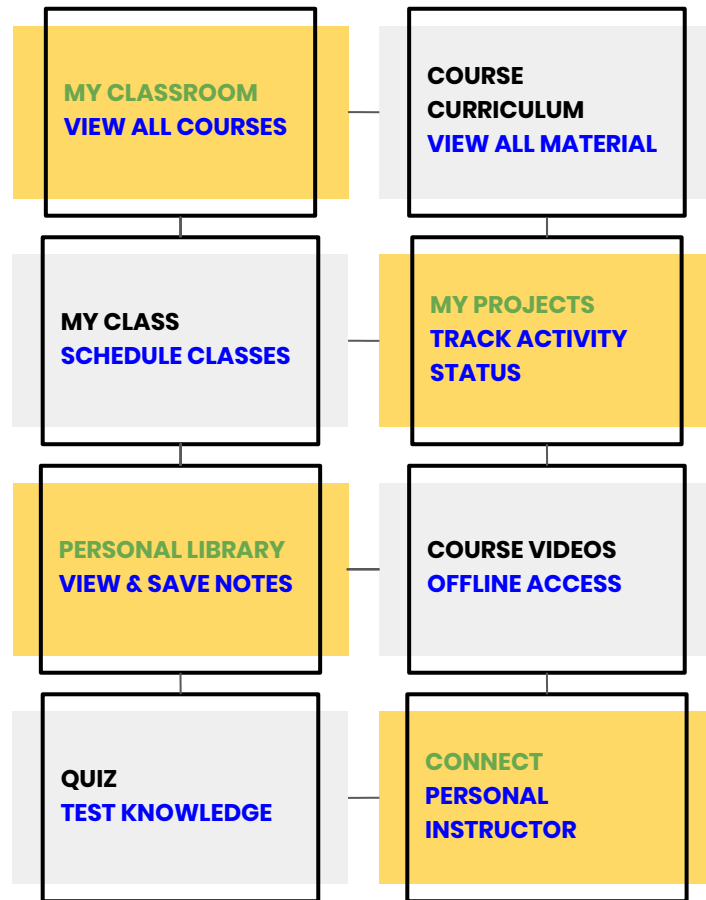 MY CLASSROOM
VIEW ALL COURSES
COURSE
CURRICULUM
VIEW ALL MATERIAL
MY CLASS
SCHEDULE CLASSES
MY PROJECTS
TRACK ACTIVITY
STATUS
PERSONAL LIBRARY
VIEW & SAVE NOTES
COURSE VIDEOS
OFFLINE ACCESS
QUIZ
TEST KNOWLEDGE
CONNECT
PERSONAL
INSTRUCTOR